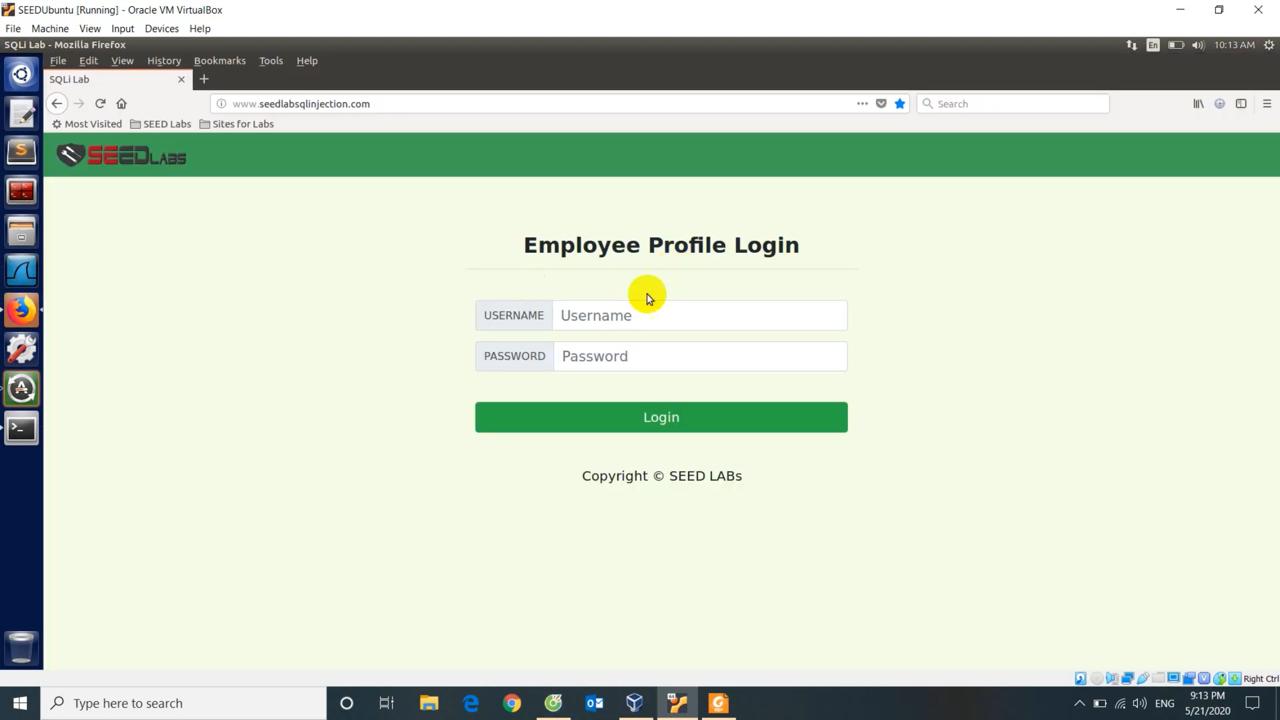 SEEDUbuntu [Running] - Oracle VM VirtualBox
File Machine View Input Devices Help
SQLi Lab - Mozilla Firefox
En 10:13 AM
File Edit View History Bookmarks Tools Help
SQLi Lab
www.seedlabsqlinjection.com
Search
Most Visited SEED Labs Sites for Labs
SEEDLABS
Employee Profile Login
USERNAME Username
PASSWORD Password
Login
Copyright © SEED LABs
Right Ctrl
Type here to search
ENG
9:13 PM
5/21/2020